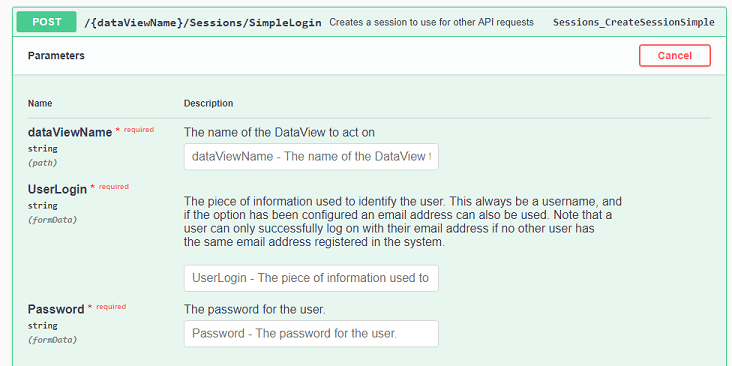 POST /{dataViewName}/Sessions/SimpleLogin Creates a session to use for other API requests Sessions_CreateSessionSimple
Parameters Cancel
Name Description
dataViewName * required The name of the DataView to act on
string
(path)
dataViewName - The name of the DataView t
UserLogin * required
string
(formData)
The piece of information used to identify the user. This always be a username, and
if the option has been configured an email address can also be used. Note that a
user can only successfully log on with their email address if no other user has
the same email address registered in the system.
UserLogin - The piece of information used to
Password * required The password for the user.
string
(formData)
Password - The password for the user.